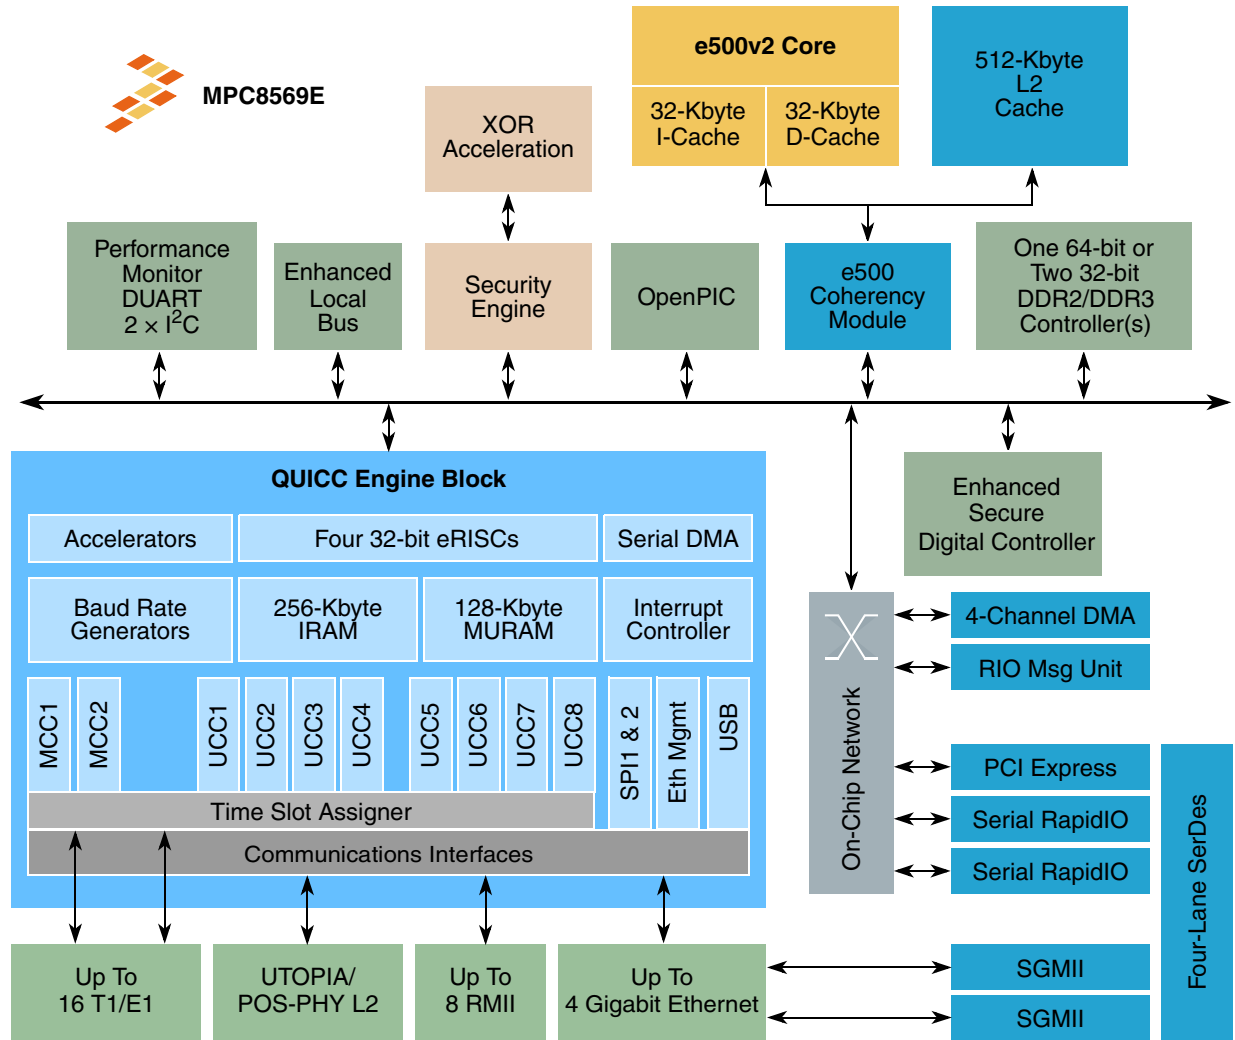 MPC8569E
XOR
Acceleration
e500v2 Core
32-Kbyte
I-Cache
32-Kbyte
D-Cache
512-Kbyte
L2
Cache
Performance
Monitor
DUART
2 × I²C
Enhanced
Local
Bus
Security
Engine
OpenPIC
e500
Coherency
Module
One 64-bit or
Two 32-bit
DDR2/DDR3
Controller(s)
QUICC Engine Block
Accelerators
Four 32-bit eRISCs
Serial DMA
Baud Rate
Generators
256-Kbyte
IRAM
128-Kbyte
MURAM
Interrupt
Controller
MCC1
MCC2
UCC1
UCC2
UCC3
UCC4
UCC5
UCC6
UCC7
UCC8
SPI1 & 2
Eth Mgmt
USB
Time Slot Assigner
Communications Interfaces
Enhanced
Secure
Digital Controller
On-Chip Network
4-Channel DMA
RIO Msg Unit
PCI Express
Serial RapidIO
Serial RapidIO
Four-Lane SerDes
Up To
16 T1/E1
UTOPIA/
POS-PHY L2
Up To
8 RMII
Up To
4 Gigabit Ethernet
SGMII
SGMII